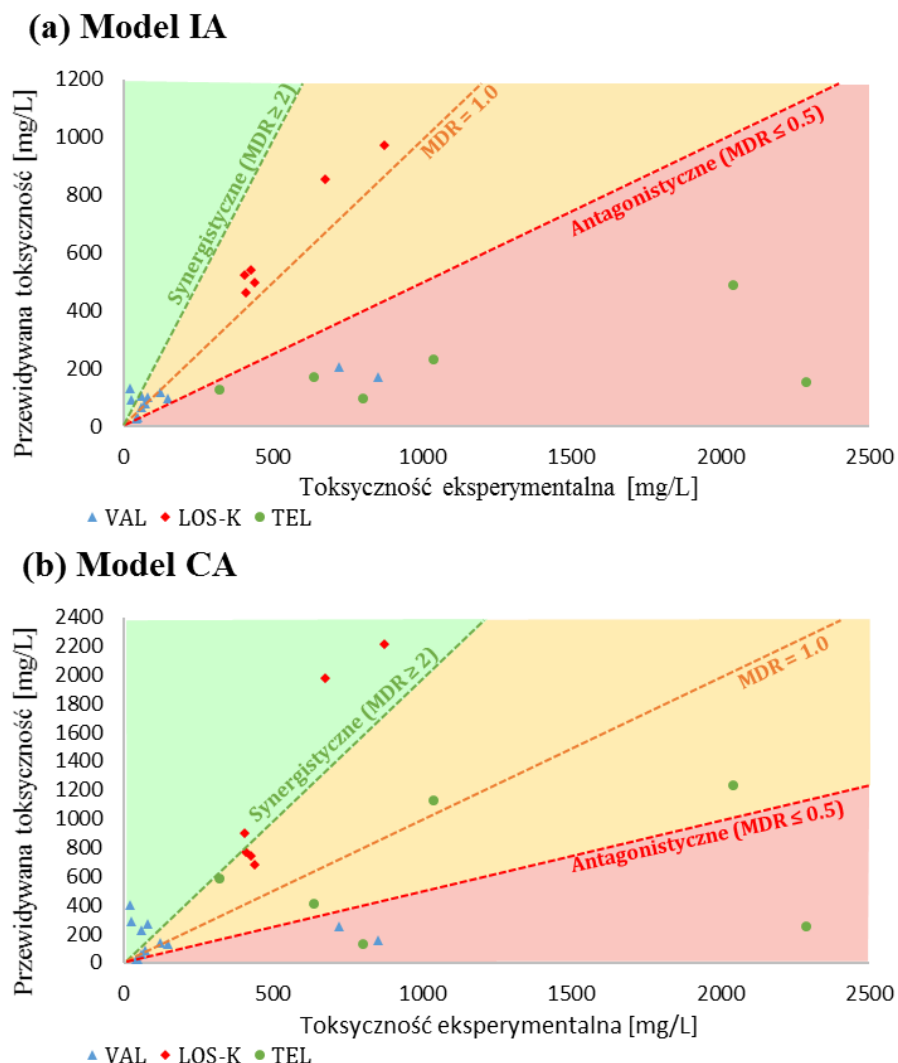 (a) Model IA
Przewidywana toksyczność [mg/L]
1200
1000
800
600
400
200
0
Synergistyczne (MDR ≥ 2)
MDR = 1.0
Antagonistyczne (MDR ≤ 0.5)
0 500 1000 1500 2000 2500
Toksyczność eksperymentalna [mg/L]
VAL LOS-K TEL
(b) Model CA
Przewidywana toksyczność [mg/L]
2400
2200
2000
1800
1600
1400
1200
1000
800
600
400
200
0
Synergistyczne (MDR ≥ 2)
MDR = 1.0
Antagonistyczne (MDR ≤ 0.5)
0 500 1000 1500 2000 2500
Toksyczność eksperymentalna [mg/L]
VAL LOS-K TEL